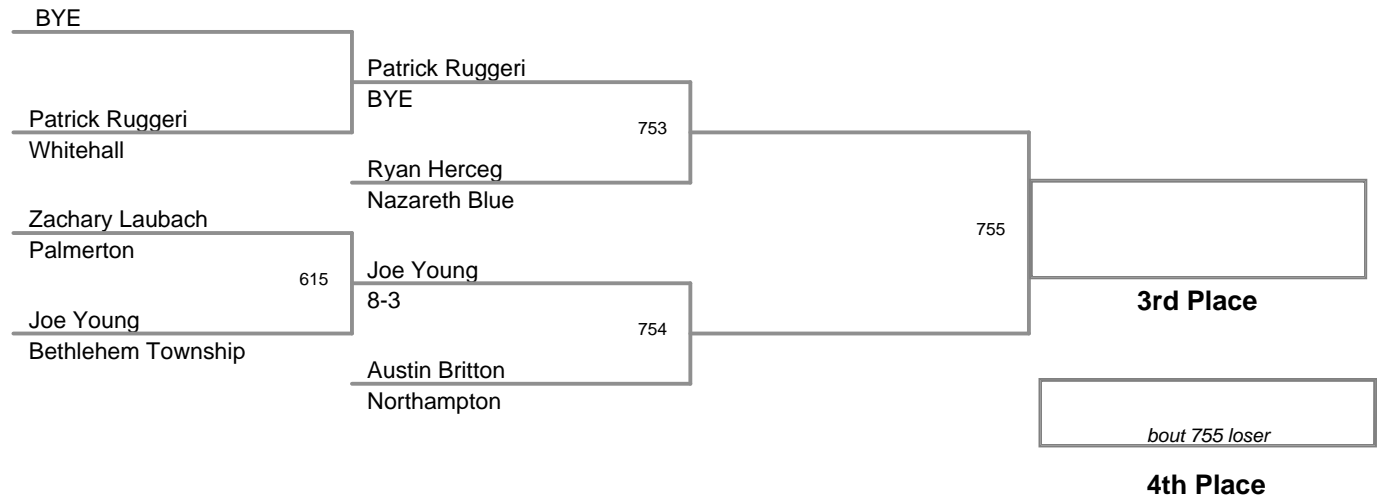 BYE
Patrick Ruggeri
BYE
Patrick Ruggeri
Whitehall
753
Ryan Herceg
Nazareth Blue
Zachary Laubach
Palmerton
755
615
Joe Young
8-3
3rd Place
Joe Young
Bethlehem Township
754
Austin Britton
Northampton
bout 755 loser
4th Place